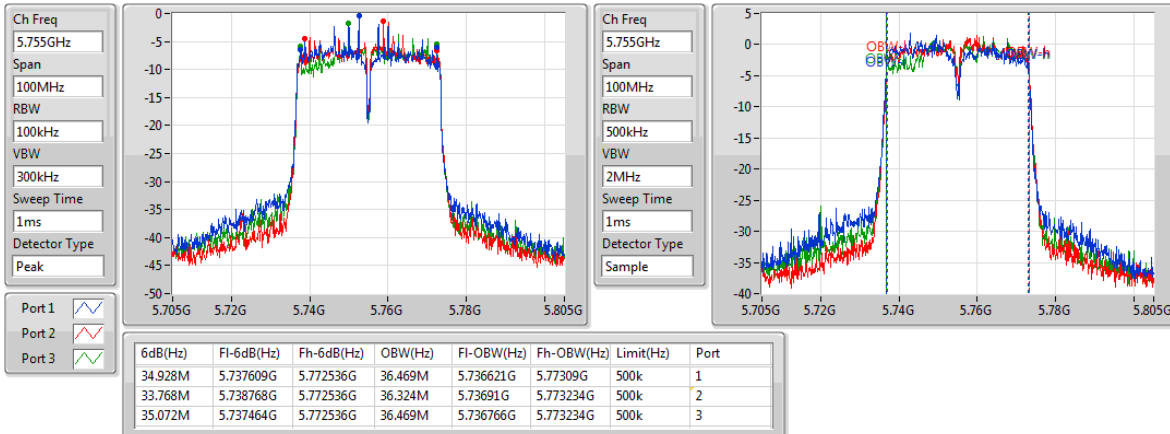 Ch Freq
5.755GHz
Span
100MHz
RBW
100kHz
VBW
300kHz
Sweep Time
1ms
Detector Type
Peak
Port 1
Port 2
Port 3
0-
-5-
-10-
-15-
-20-
-25-
-30-
-35-
-40-
-45-
-50-
5.705G 5.72G 5.74G 5.76G 5.78G 5.805G
Ch Freq
5.755GHz
Span
100MHz
RBW
500kHz
VBW
2MHz
Sweep Time
1ms
Detector Type
Sample
5-
0-
-5-
-10-
-15-
-20-
-25-
-30-
-35-
-40-
5.705G 5.72G 5.74G 5.76G 5.78G 5.805G
6dB(Hz) Fl-6dB(Hz) Fh-6dB(Hz) OBW(Hz) Fl-OBW(Hz) Fh-OBW(Hz) Limit(Hz) Port
34.928M 5.737609G 5.772536G 36.469M 5.736621G 5.77309G 500k 1
33.768M 5.738768G 5.772536G 36.324M 5.73691G 5.773234G 500k 2
35.072M 5.737464G 5.772536G 36.469M 5.736766G 5.773234G 500k 3